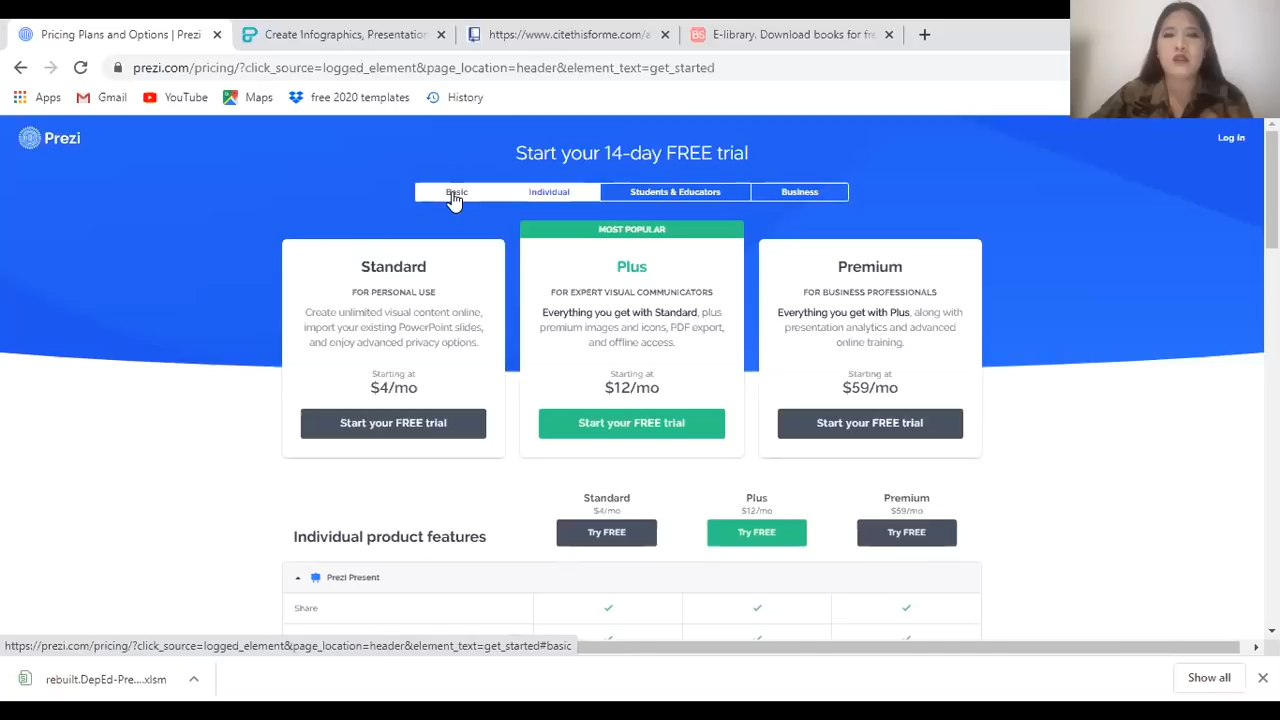 Pricing Plans and Options | Prezi
Create Infographics, Presentation
https://www.citethisforme.com/a
BS
E-library. Download books for fre
prezi.com/pricing/?click_source=logged_element&page_location=header&element_text=get_started
Apps
Gmail
YouTube
Maps
free 2020 templates
History
Prezi
Log In
Start your 14-day FREE trial
Basic
Individual
Students & Educators
Business
MOST POPULAR
Standard
FOR PERSONAL USE
Create unlimited visual content online,
import your existing PowerPoint slides,
and enjoy advanced privacy options.
Starting at
$4/mo
Start your FREE trial
Plus
FOR EXPERT VISUAL COMMUNICATORS
Everything you get with Standard, plus
premium images and icons, PDF export,
and offline access.
Starting at
$12/mo
Start your FREE trial
Premium
FOR BUSINESS PROFESSIONALS
Everything you get with Plus, along with
presentation analytics and advanced
online training.
Starting at
$59/mo
Start your FREE trial
Individual product features
Standard
$4/mo
Try FREE
Plus
$12/mo
Try FREE
Premium
$59/mo
Try FREE
Prezi Present
Share
https://prezi.com/pricing/?click_source=logged_element&page_location=header&element_text=get_started#basic
rebuilt.DepEd-Pre....xlsm
Show all